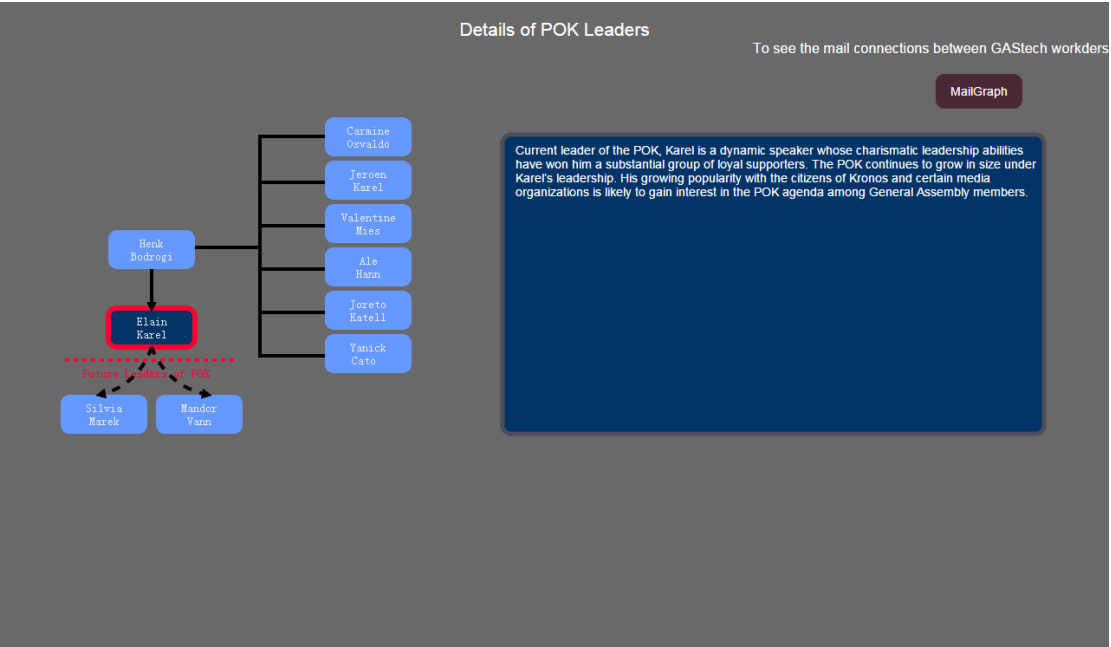 Details of POK Leaders
To see the mail connections between GAStech workders
MailGraph
Carmine
Osvaldo
Jeroen
Karel
Valentine
Mies
Ale
Hann
Joreto
Katell
Yanick
Cato
Henk
Bodrogi
Elain
Karel
Future Leaders of POK
Silvia
Marek
Mandor
Vann
Current leader of the POK, Karel is a dynamic speaker whose charismatic leadership abilities
have won him a substantial group of loyal supporters. The POK continues to grow in size under
Karel's leadership. His growing popularity with the citizens of Kronos and certain media
organizations is likely to gain interest in the POK agenda among General Assembly members.